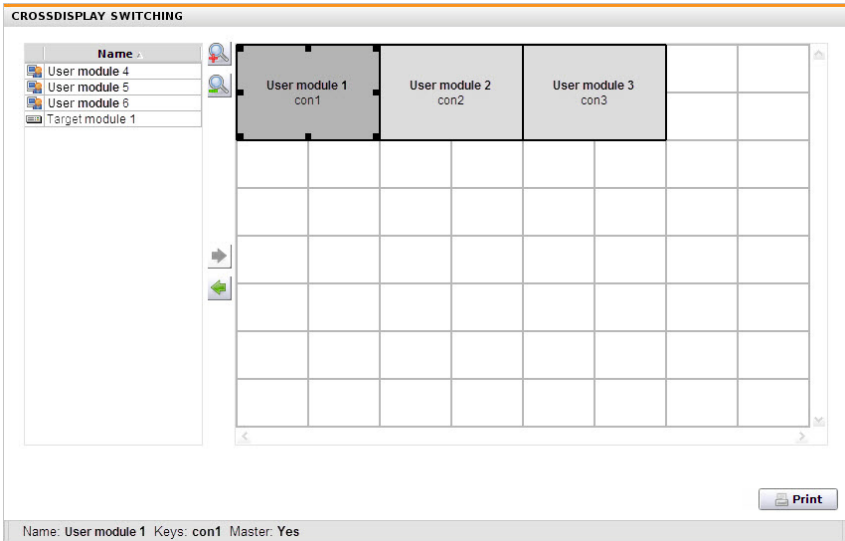 CROSSDISPLAY SWITCHING
Name
User module 4
User module 5
User module 6
Target module 1
User module 1
con1
User module 2
con2
User module 3
con3
Print
Name: User module 1 Keys: con1 Master: Yes